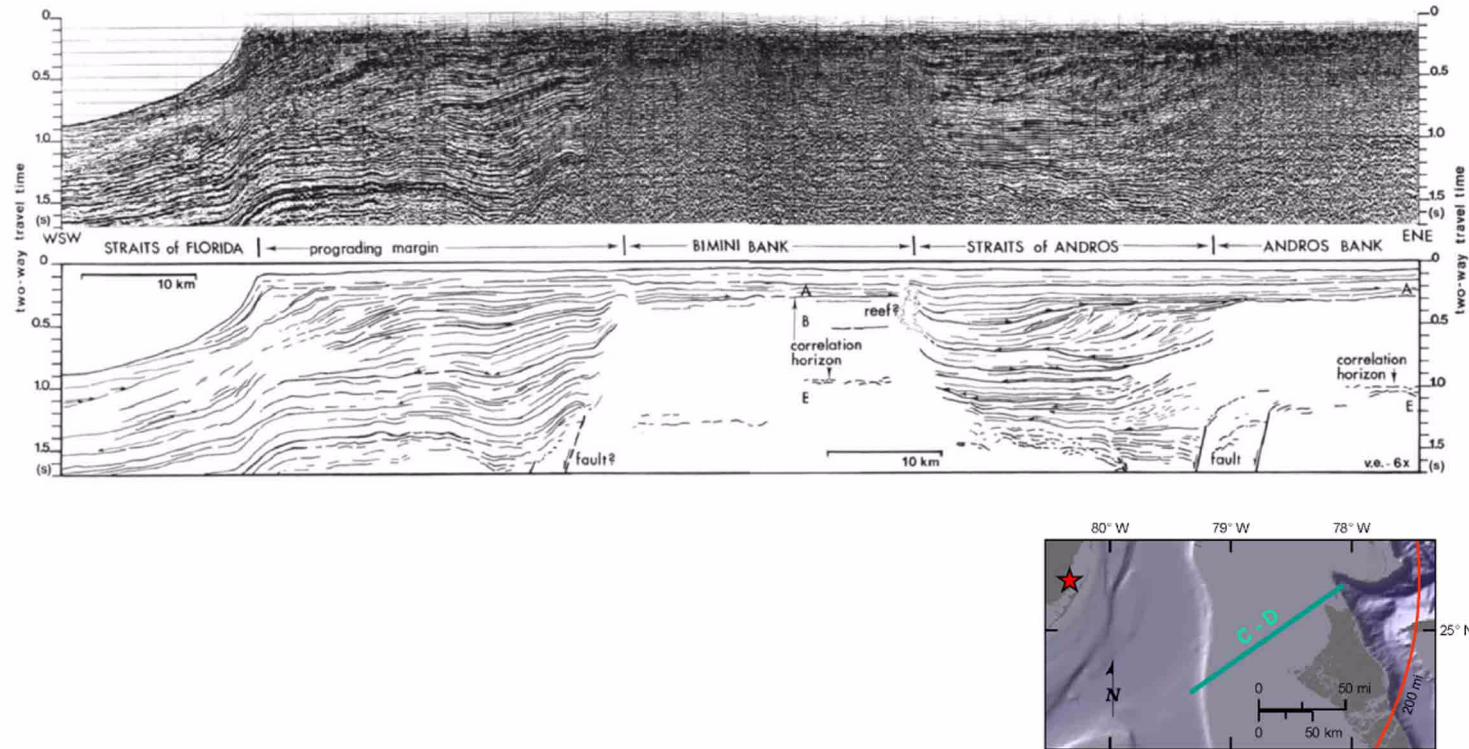 0 0
0.5 0.5
1.0 1.0
1.5 1.5
(s) (s)
two-way travel time
two-way travel time
WSW STRAITS of FLORIDA prograding margin BIMINI BANK STRAITS of ANDROS ANDROS BANK ENE
0 0
10 km
A A
reef?
0.5 B 0.5
correlation
horizon
correlation
horizon
1.0 1.0
E E
1.5 1.5
(s) fault? 10 km fault v.e.-6x (s)
80° W 79° W 78° W
C - D
25° N
N
0 50 mi
0 50 km
200 mi